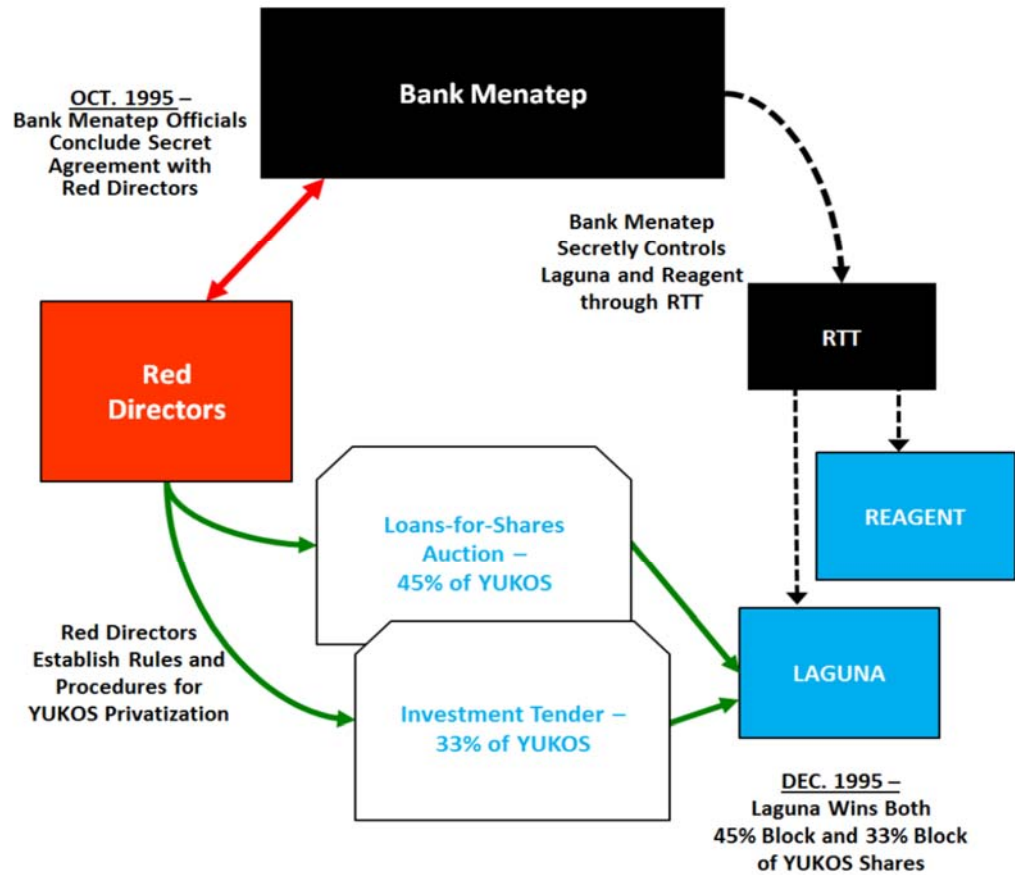 Bank Menatep
OCT. 1995 –
Bank Menatep Officials
Conclude Secret
Agreement with
Red Directors
Bank Menatep
Secretly Controls
Laguna and Reagent
through RTT
RTT
Red
Directors
REAGENT
Loans-for-Shares
Auction –
45% of YUKOS
Red Directors
Establish Rules and
Procedures for
YUKOS Privatization
LAGUNA
Investment Tender –
33% of YUKOS
DEC. 1995 –
Laguna Wins Both
45% Block and 33% Block
of YUKOS Shares